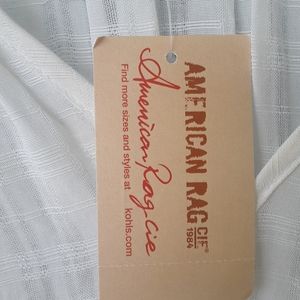 AMERICAN RAG CIE®
1984
American Rag Cie
Find more sizes and styles at
kohls.com